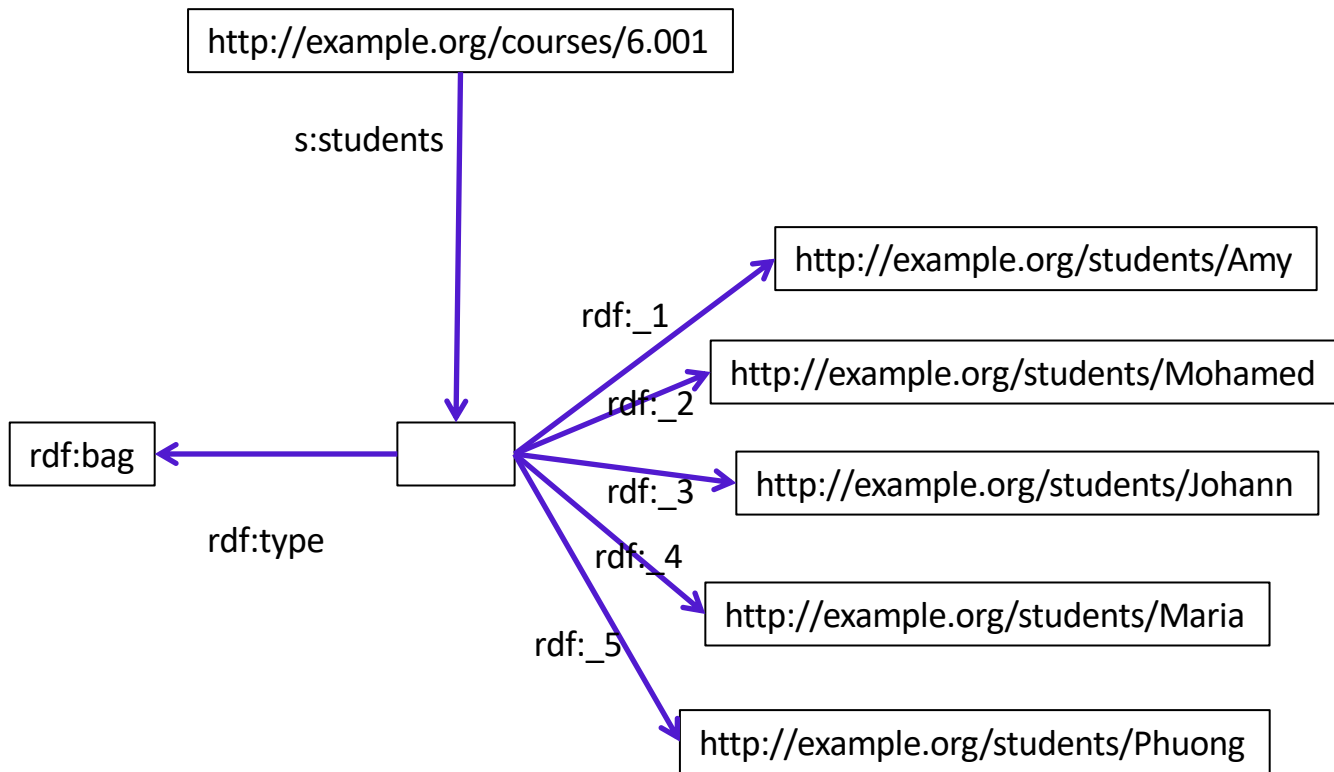 http://example.org/courses/6.001
s:students
http://example.org/students/Amy
rdf:_1
http://example.org/students/Mohamed
rdf:_2
rdf:bag
http://example.org/students/Johann
rdf:_3
rdf:type
rdf:_4
http://example.org/students/Maria
rdf:_5
http://example.org/students/Phuong